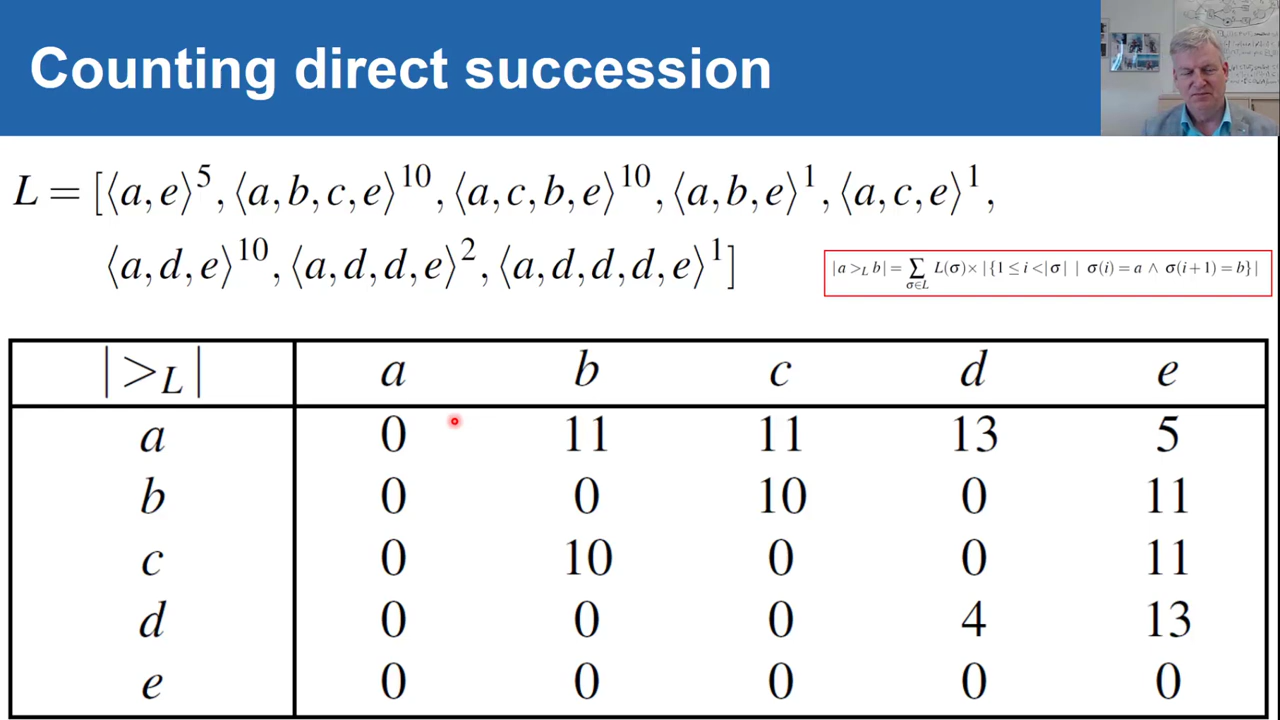 Counting direct succession
L = [⟨a,e⟩⁵, ⟨a,b,c,e⟩¹⁰, ⟨a,c,b,e⟩¹⁰, ⟨a,b,e⟩¹, ⟨a,c,e⟩¹,
⟨a,d,e⟩¹⁰, ⟨a,d,d,e⟩², ⟨a,d,d,d,e⟩¹]
|a >_L b| = ∑_{σ∈L} L(σ)× |{1 ≤ i <|σ| | σ(i) = a ∧ σ(i+1) = b}|
|>_L| a b c d e
a 0 11 11 13 5
b 0 0 10 0 11
c 0 10 0 0 11
d 0 0 0 4 13
e 0 0 0 0 0